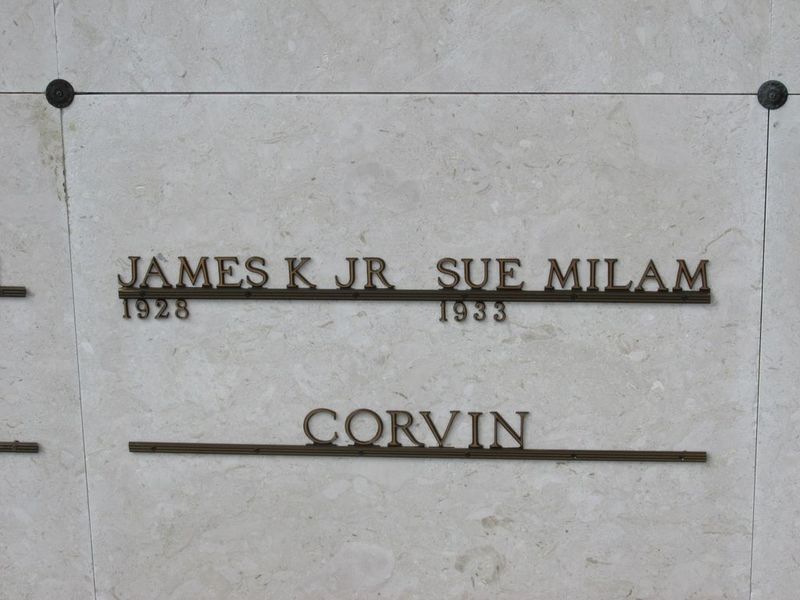 JAMES K JR SUE MILAM
1928 1933
CORVIN